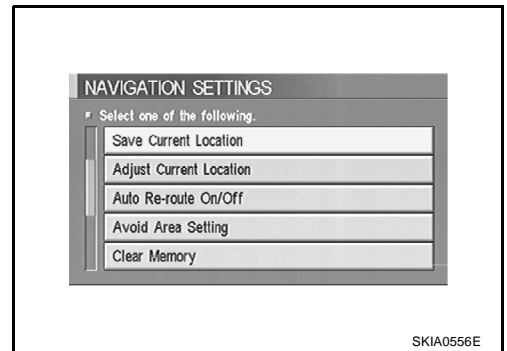 NAVIGATION SETTINGS
Select one of the following.
Save Current Location
Adjust Current Location
Auto Re-route On/Off
Avoid Area Setting
Clear Memory
SKIA0556E